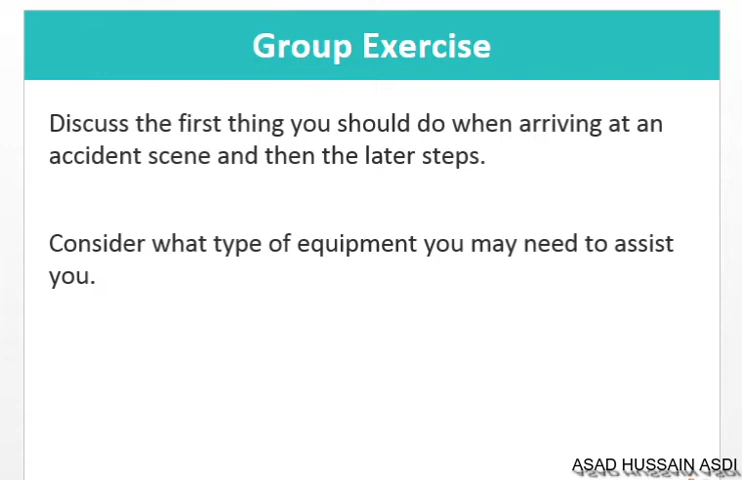 Group Exercise
Discuss the first thing you should do when arriving at an
accident scene and then the later steps.
Consider what type of equipment you may need to assist
you.
ASAD HUSSAIN ASDI